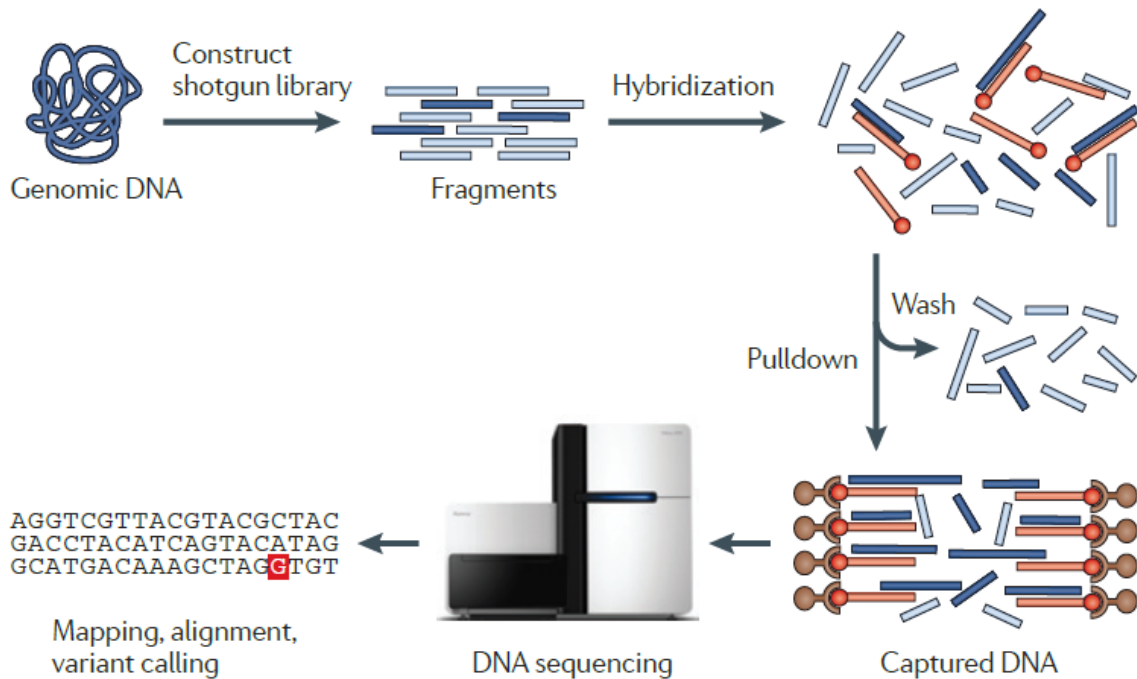 Construct
shotgun library
Hybridization
Genomic DNA
Fragments
Wash
Pulldown
AGGTCGTTACGTACGCTAC
GACCTACATCAGTACATAG
GCATGACAAAGCTAGGTGT
Mapping, alignment,
variant calling
DNA sequencing
Captured DNA